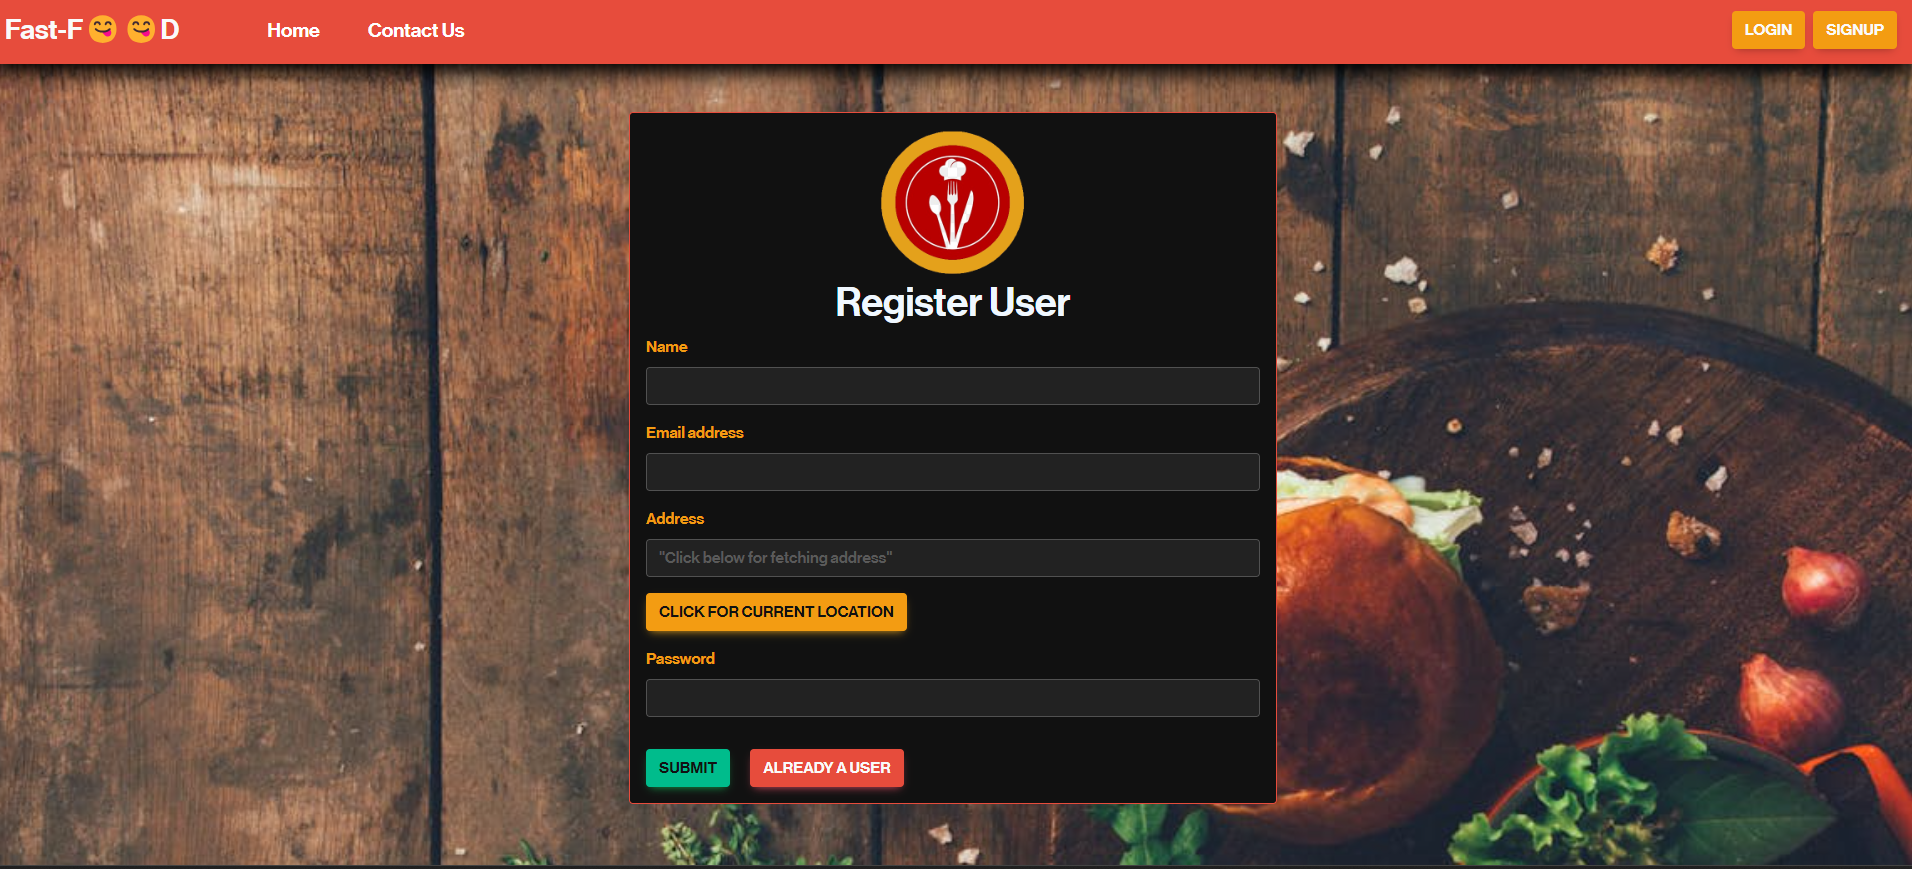 Fast-F😋😋D
Home
Contact Us
LOGIN
SIGNUP
Register User
Name
Email address
Address
"Click below for fetching address"
CLICK FOR CURRENT LOCATION
Password
SUBMIT
ALREADY A USER